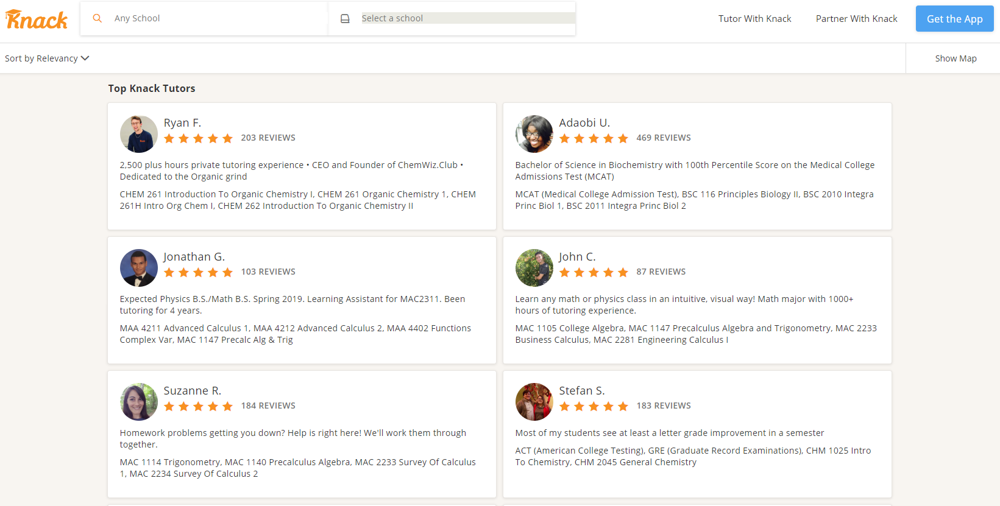 Knack
Any School
Select a school
Tutor With Knack
Partner With Knack
Get the App
Sort by Relevancy
Show Map
Top Knack Tutors
Ryan F.
203 REVIEWS
2,500 plus hours private tutoring experience • CEO and Founder of ChemWiz.Club •
Dedicated to the Organic grind
CHEM 261 Introduction To Organic Chemistry I, CHEM 261 Organic Chemistry 1, CHEM
261H Intro Org Chem I, CHEM 262 Introduction To Organic Chemistry II
Adaobi U.
469 REVIEWS
Bachelor of Science in Biochemistry with 100th Percentile Score on the Medical College
Admissions Test (MCAT)
MCAT (Medical College Admission Test), BSC 116 Principles Biology II, BSC 2010 Integra
Princ Biol 1, BSC 2011 Integra Princ Biol 2
Jonathan G.
103 REVIEWS
Expected Physics B.S./Math B.S. Spring 2019. Learning Assistant for MAC2311. Been
tutoring for 4 years.
MAA 4211 Advanced Calculus 1, MAA 4212 Advanced Calculus 2, MAA 4402 Functions
Complex Var, MAC 1147 Precalc Alg & Trig
John C.
87 REVIEWS
Learn any math or physics class in an intuitive, visual way! Math major with 1000+
hours of tutoring experience.
MAC 1105 College Algebra, MAC 1147 Precalculus Algebra and Trigonometry, MAC 2233
Business Calculus, MAC 2281 Engineering Calculus I
Suzanne R.
184 REVIEWS
Homework problems getting you down? Help is right here! We'll work them through
together.
MAC 1114 Trigonometry, MAC 1140 Precalculus Algebra, MAC 2233 Survey Of Calculus
1, MAC 2234 Survey Of Calculus 2
Stefan S.
183 REVIEWS
Most of my students see at least a letter grade improvement in a semester
ACT (American College Testing), GRE (Graduate Record Examinations), CHM 1025 Intro
To Chemistry, CHM 2045 General Chemistry